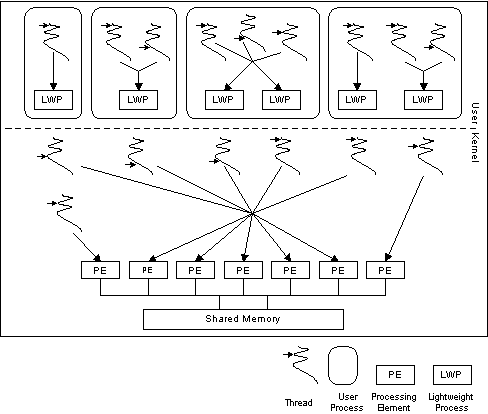 LWP LWP LWP LWP LWP LWP
User
Kernel
PE PE PE PE PE PE PE
Shared Memory
PE LWP
Thread User Processing Lightweight
Process Element Process